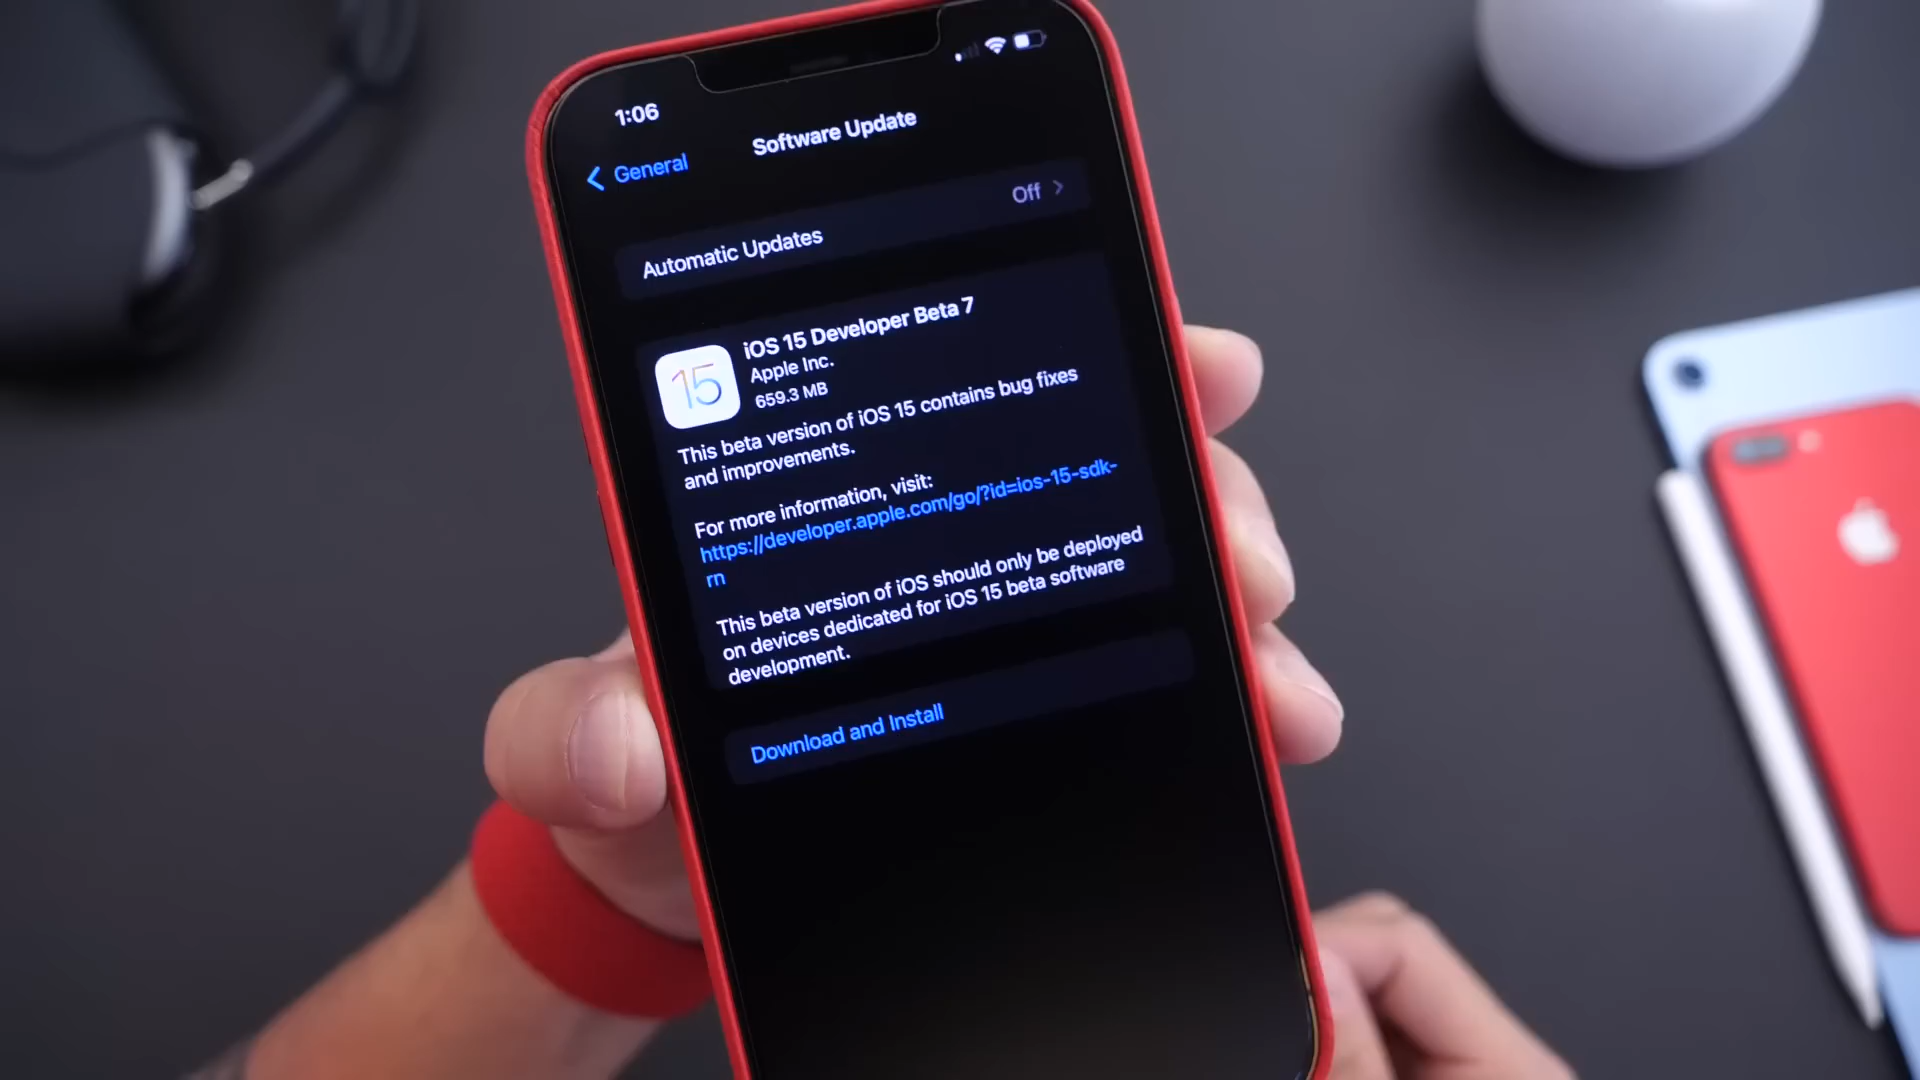 1:06
General
Software Update
Automatic Updates
Off
15
iOS 15 Developer Beta 7
Apple Inc.
659.3 MB
This beta version of iOS 15 contains bug fixes
and improvements.
For more information, visit:
https://developer.apple.com/go/?id=ios-15-sdk-
rn
This beta version of iOS should only be deployed
on devices dedicated for iOS 15 beta software
development.
Download and Install